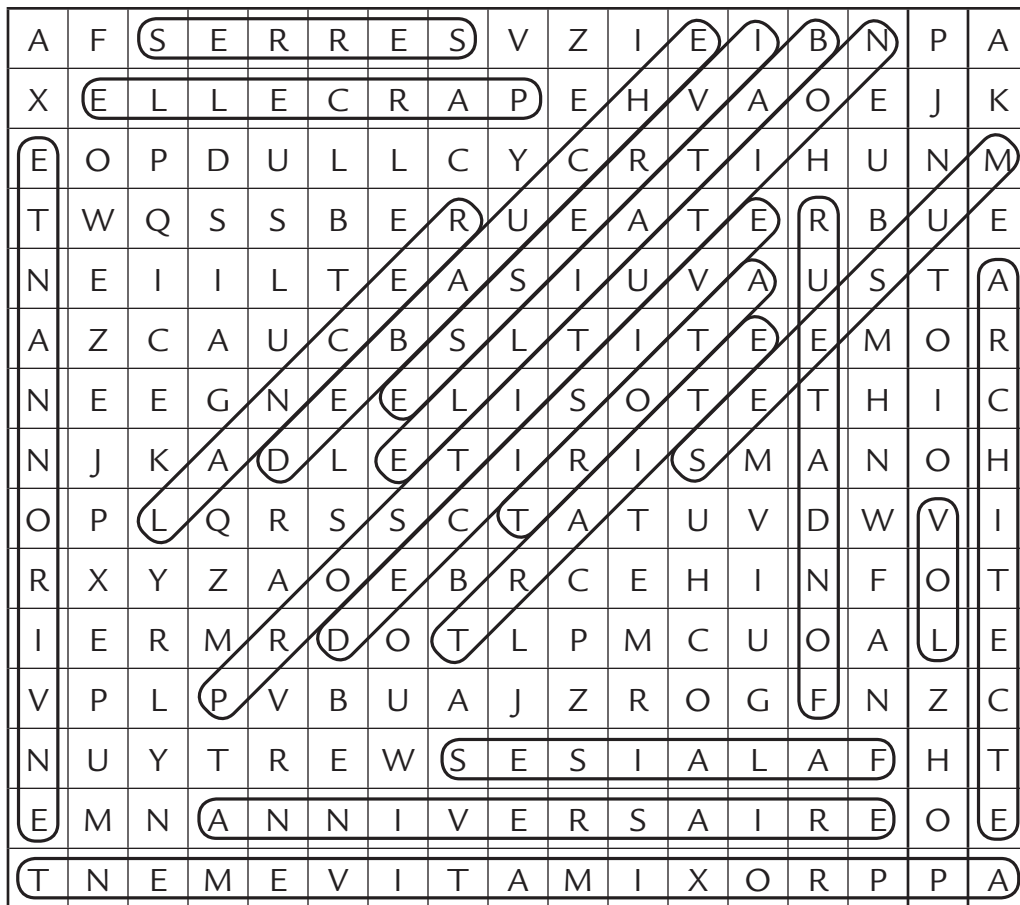 A F S E R R E S V Z I E I B N P A
X E L L E C R A P E H V A O E J K
E O P D U L L C Y C R T I H U N M
T W Q S S B E R U E A T E R B U E
N E I I L T E A S I U V A U S T A
A Z C A U C B S L T I T E E M O R
N E E G N E E L I S O T E T H I C
N J K A D L E T I R I S M A N O H
O P L Q R S S C T A T U V D W V I
R X Y Z A O E B R C E H I N F O T
I E R M R D O T L P M C U O A L E
V P L P V B U A J Z R O G F N Z C
N U Y T R E W S E S I A L A F H T
E M N A N N I V E R S A I R E O E
T N E M E V I T A M I X O R P P A